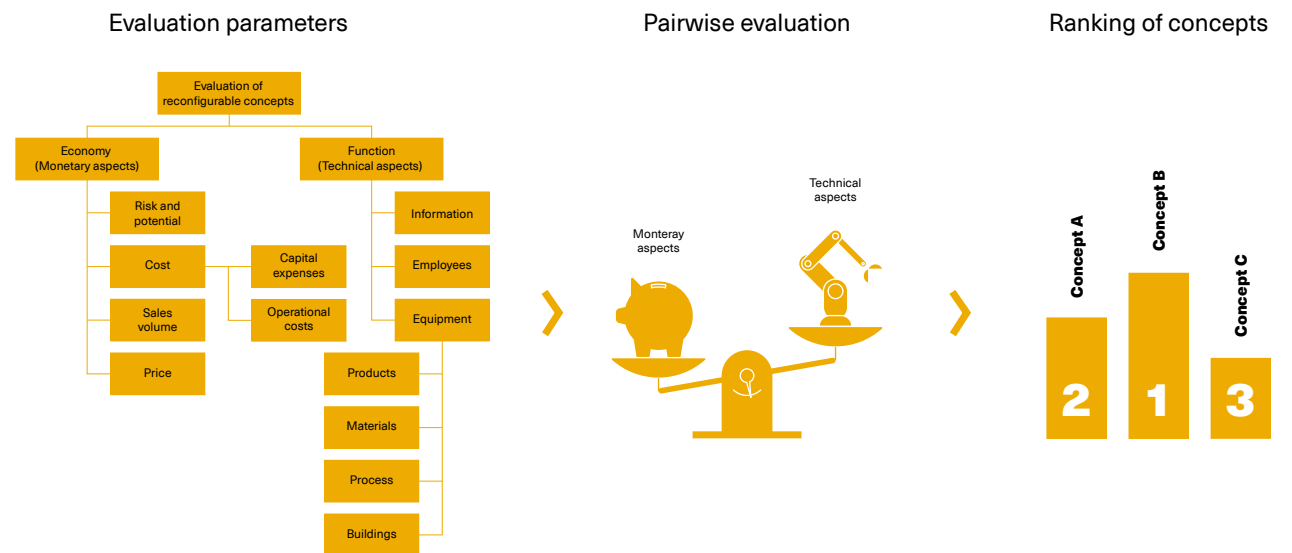 Evaluation parameters
Pairwise evaluation
Ranking of concepts
Evaluation of
reconfigurable concepts
Economy
(Monetary aspects)
Function
(Technical aspects)
Risk and
potential
Information
Cost
Capital
expenses
Employees
Sales
volume
Operational
costs
Equipment
Price
Products
Materials
Process
Buildings
Monteray
aspects
Technical
aspects
Concept A
Concept B
Concept C
2
1
3